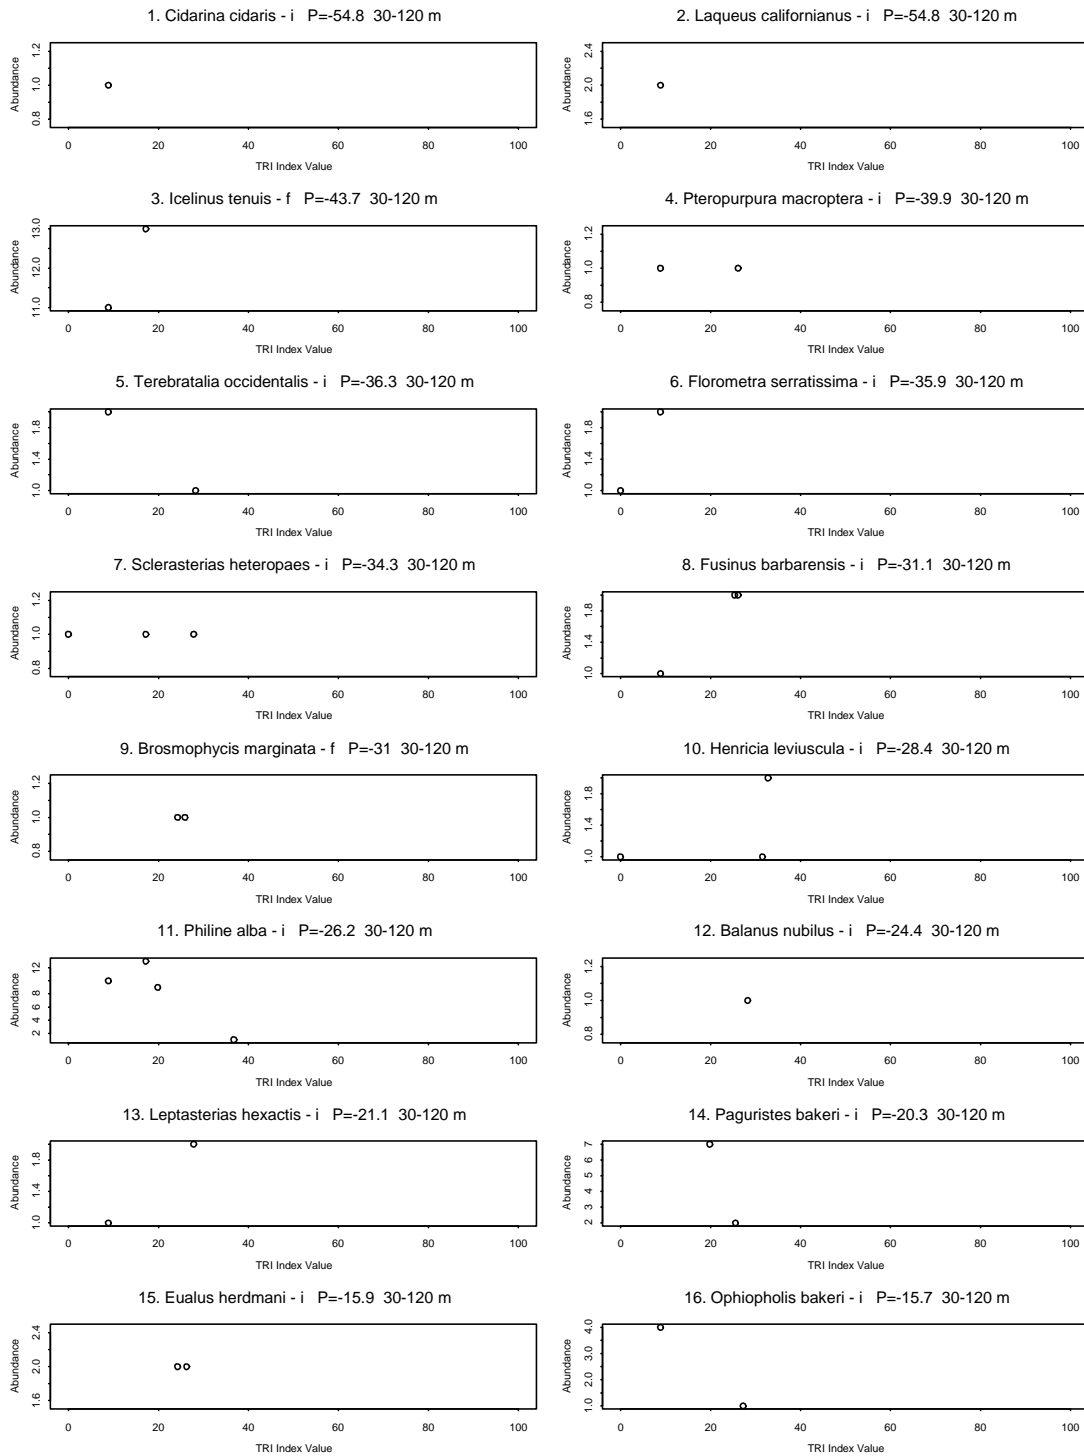 1. Cidarina cidaris - i   P=-54.8  30-120 m
Abundance
0.8 1.0 1.2
0 20 40 60 80 100
TRI Index Value
2. Laqueus californianus - i   P=-54.8  30-120 m
Abundance
1.6 2.0 2.4
0 20 40 60 80 100
TRI Index Value
3. Icelinus tenuis - f   P=-43.7  30-120 m
Abundance
11.0 12.0 13.0
0 20 40 60 80 100
TRI Index Value
4. Pteropurpura macroptera - i   P=-39.9  30-120 m
Abundance
0.8 1.0 1.2
0 20 40 60 80 100
TRI Index Value
5. Terebratalia occidentalis - i   P=-36.3  30-120 m
Abundance
1.0 1.4 1.8
0 20 40 60 80 100
TRI Index Value
6. Florometra serratissima - i   P=-35.9  30-120 m
Abundance
1.0 1.4 1.8
0 20 40 60 80 100
TRI Index Value
7. Sclerasterias heteropaes - i   P=-34.3  30-120 m
Abundance
0.8 1.0 1.2
0 20 40 60 80 100
TRI Index Value
8. Fusinus barbarensis - i   P=-31.1  30-120 m
Abundance
1.0 1.4 1.8
0 20 40 60 80 100
TRI Index Value
9. Brosmophycis marginata - f   P=-31  30-120 m
Abundance
0.8 1.0 1.2
0 20 40 60 80 100
TRI Index Value
10. Henricia leviuscula - i   P=-28.4  30-120 m
Abundance
1.0 1.4 1.8
0 20 40 60 80 100
TRI Index Value
11. Philine alba - i   P=-26.2  30-120 m
Abundance
2 4 6 8 12
0 20 40 60 80 100
TRI Index Value
12. Balanus nubilus - i   P=-24.4  30-120 m
Abundance
0.8 1.0 1.2
0 20 40 60 80 100
TRI Index Value
13. Leptasterias hexactis - i   P=-21.1  30-120 m
Abundance
1.0 1.4 1.8
0 20 40 60 80 100
TRI Index Value
14. Paguristes bakeri - i   P=-20.3  30-120 m
Abundance
2 3 4 5 6 7
0 20 40 60 80 100
TRI Index Value
15. Eualus herdmani - i   P=-15.9  30-120 m
Abundance
1.6 2.0 2.4
0 20 40 60 80 100
TRI Index Value
16. Ophiopholis bakeri - i   P=-15.7  30-120 m
Abundance
1.0 2.0 3.0 4.0
0 20 40 60 80 100
TRI Index Value